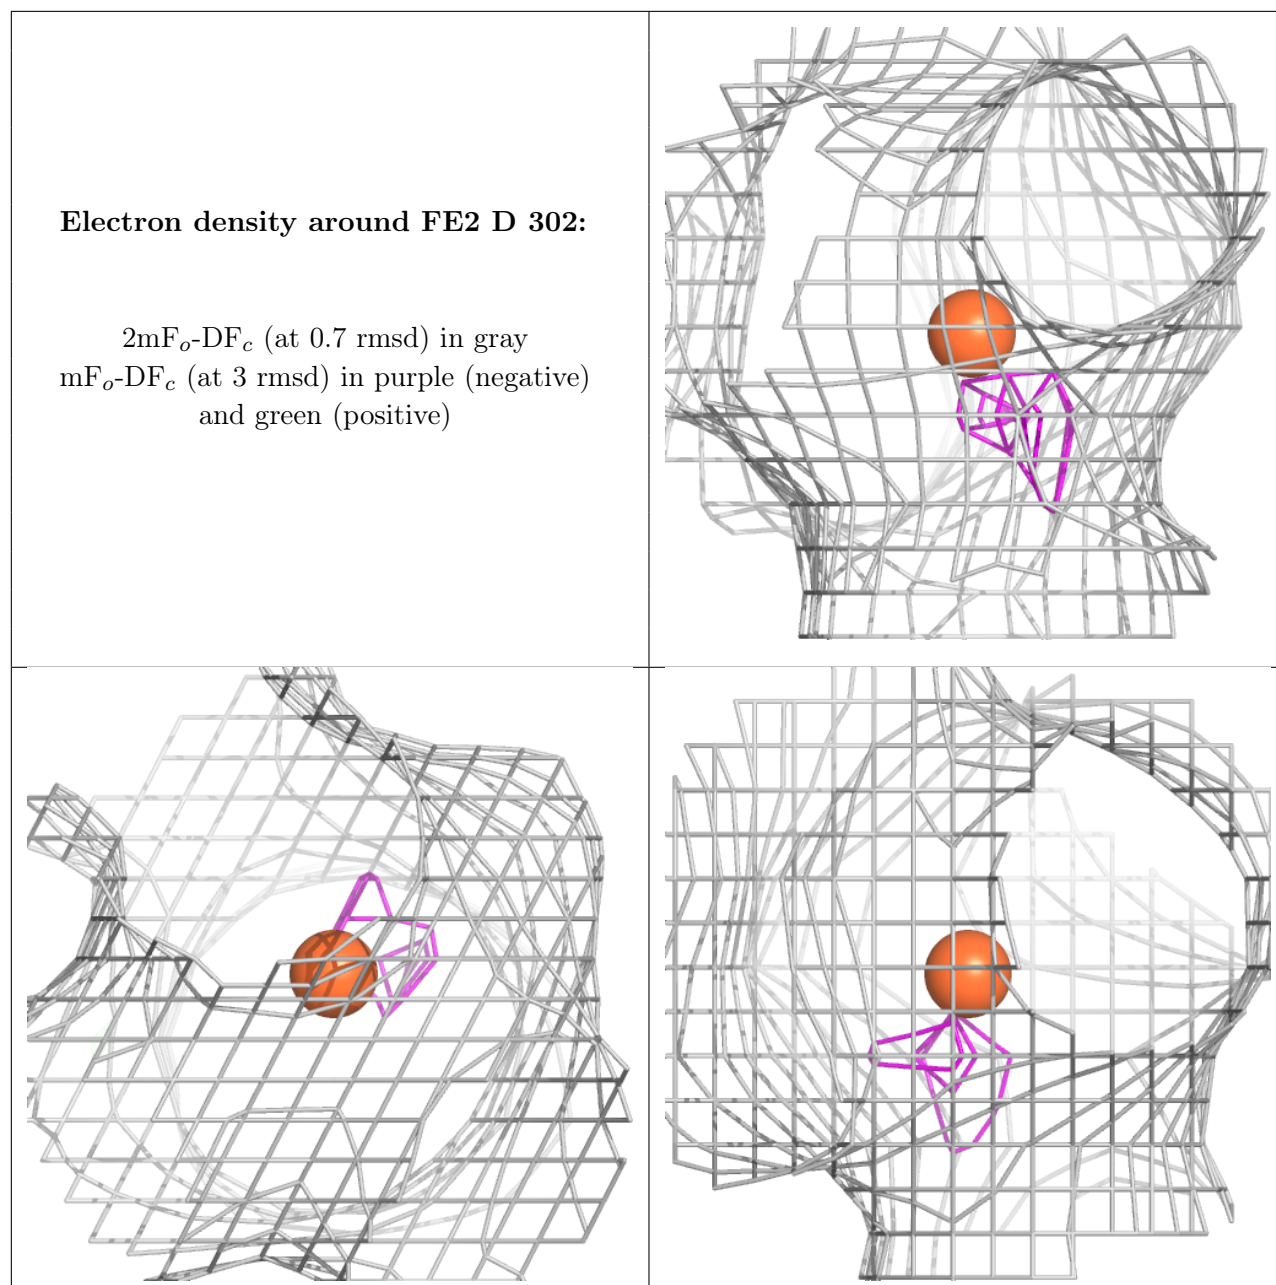 Electron density around FE2 D 302:
2mFₒ-DF𝒸 (at 0.7 rmsd) in gray
mFₒ-DF𝒸 (at 3 rmsd) in purple (negative)
and green (positive)